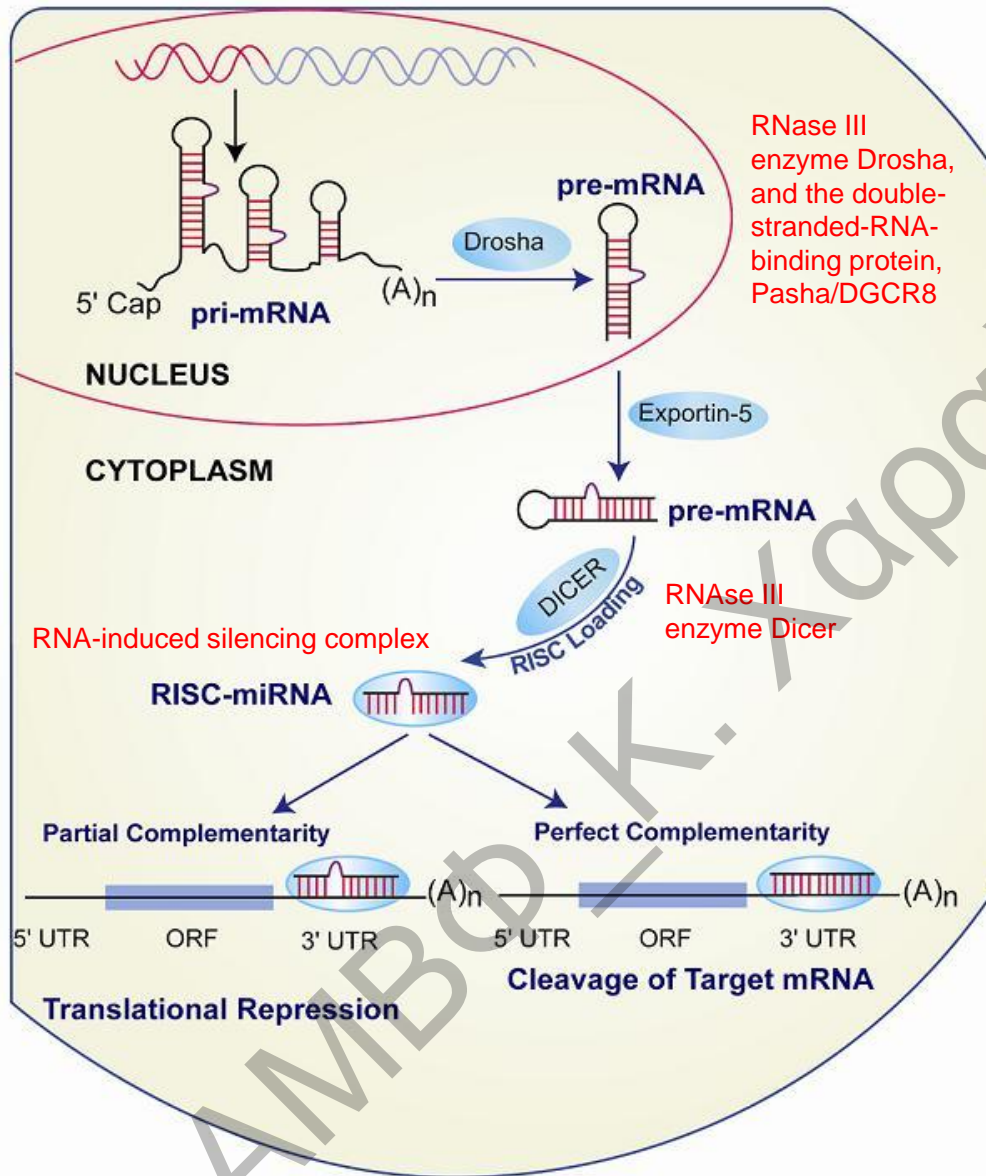 RNase III
enzyme Drosha,
and the double-
stranded-RNA-
binding protein,
Pasha/DGCR8
pre-mRNA
Drosha
5' Cap
(A)n
pri-mRNA
NUCLEUS
Exportin-5
CYTOPLASM
pre-mRNA
DICER
RISC Loading
RNAse III
enzyme Dicer
RNA-induced silencing complex
RISC-miRNA
Partial Complementarity
Perfect Complementarity
(A)n
(A)n
5' UTR
ORF
3' UTR
5' UTR
ORF
3' UTR
Translational Repression
Cleavage of Target mRNA
ΑΜΒΦ_Κ. Χαρα